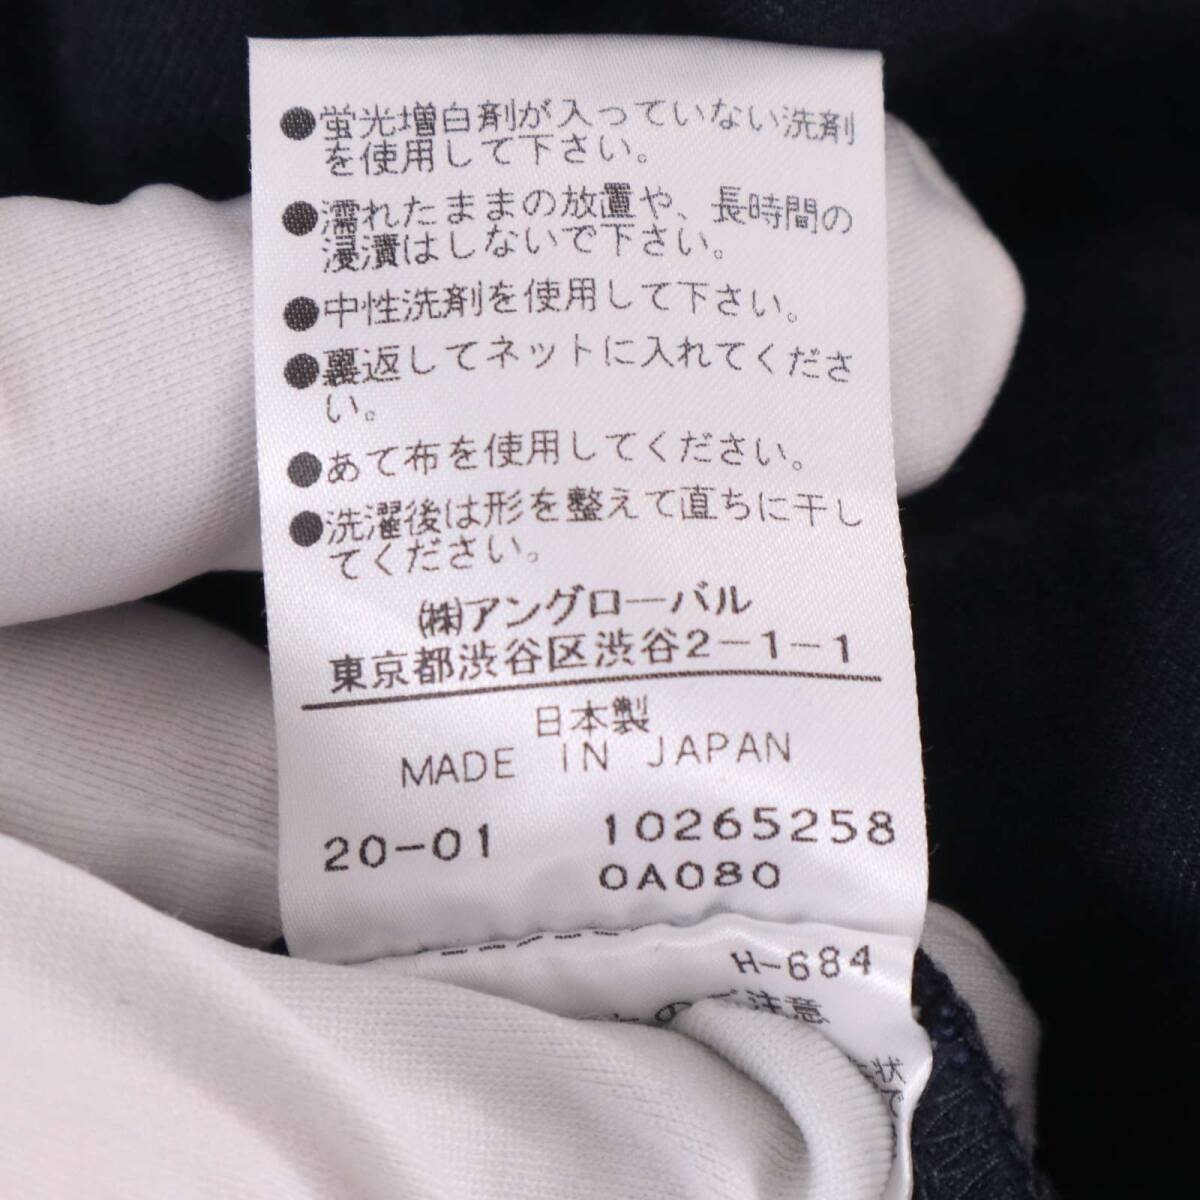 ●蛍光増白剤が入っていない洗剤
を使用して下さい。
●濡れたままの放置や、長時間の
浸漬はしないで下さい。
●中性洗剤を使用して下さい。
●裏返してネットに入れてくださ
い。
●あて布を使用してください。
●洗濯後は形を整えて直ちに干し
てください。
㈱アングローバル
東京都渋谷区渋谷2-1-1
日本製
MADE IN JAPAN
20-01 10265258
0A080
H-684
ご注意
状